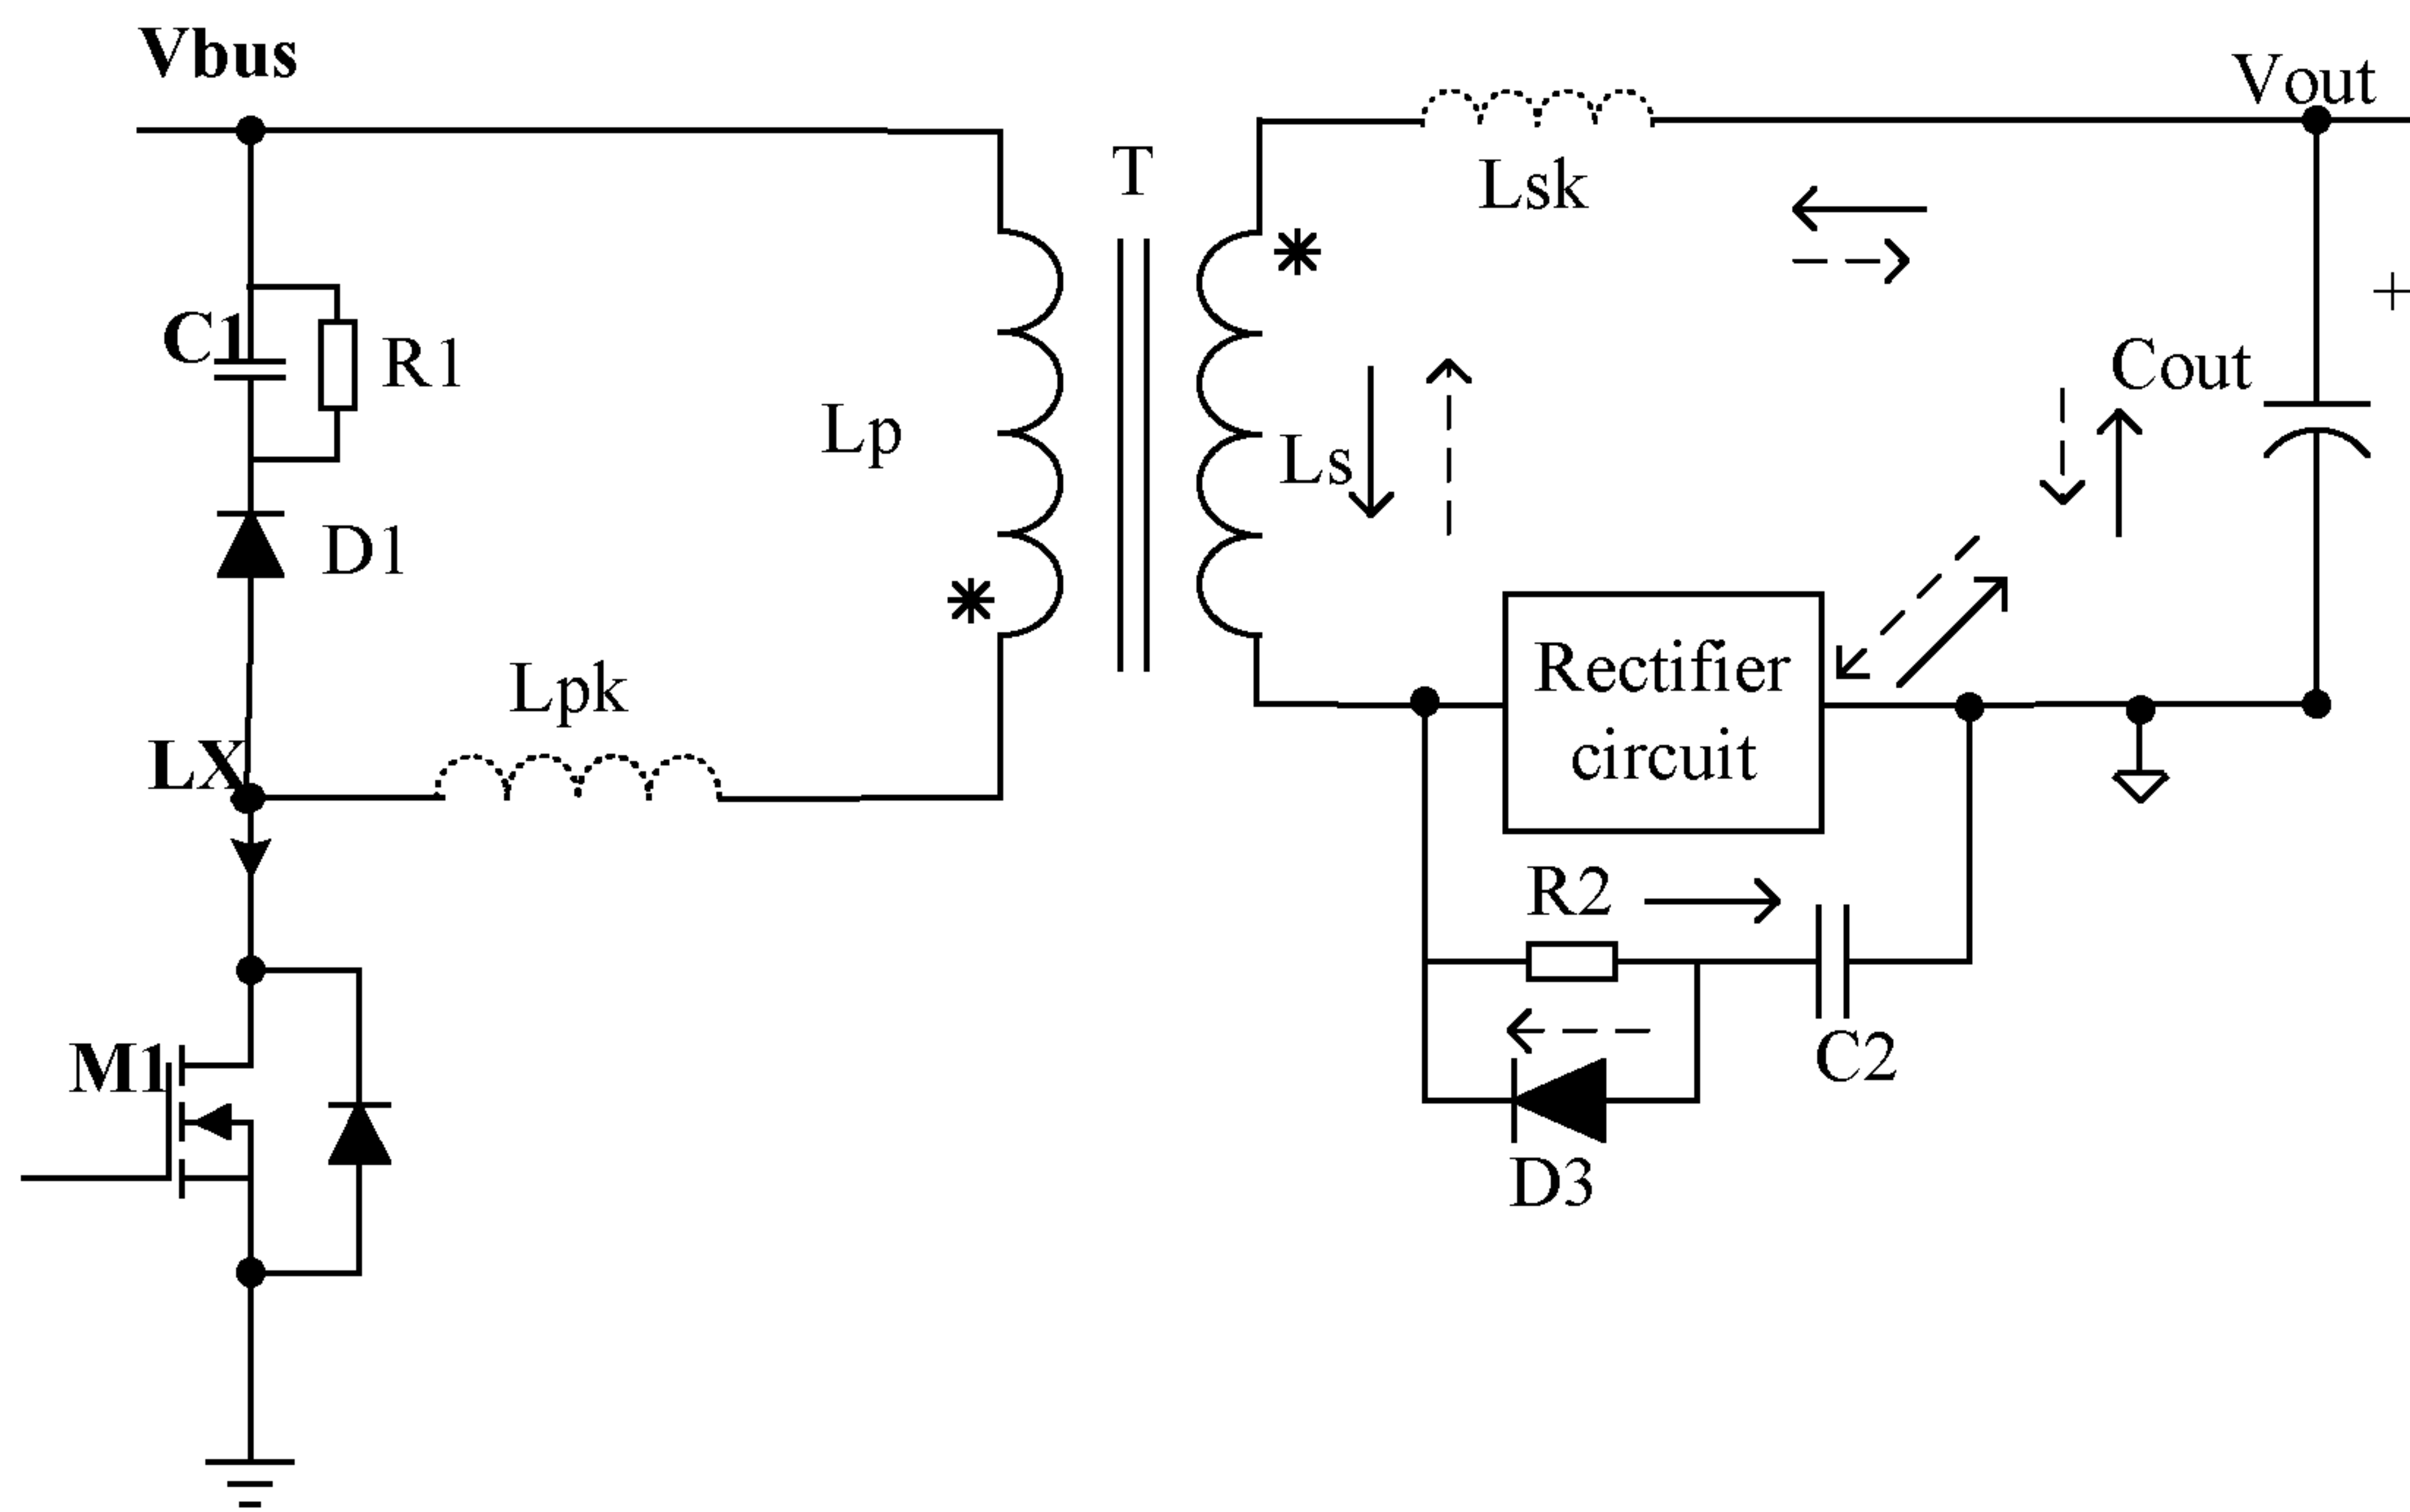 Vbus
Vout
T
Lsk
+
C1
R1
Cout
Lp
Ls
D1
Rectifier
circuit
Lpk
LX
R2
M1
C2
D3